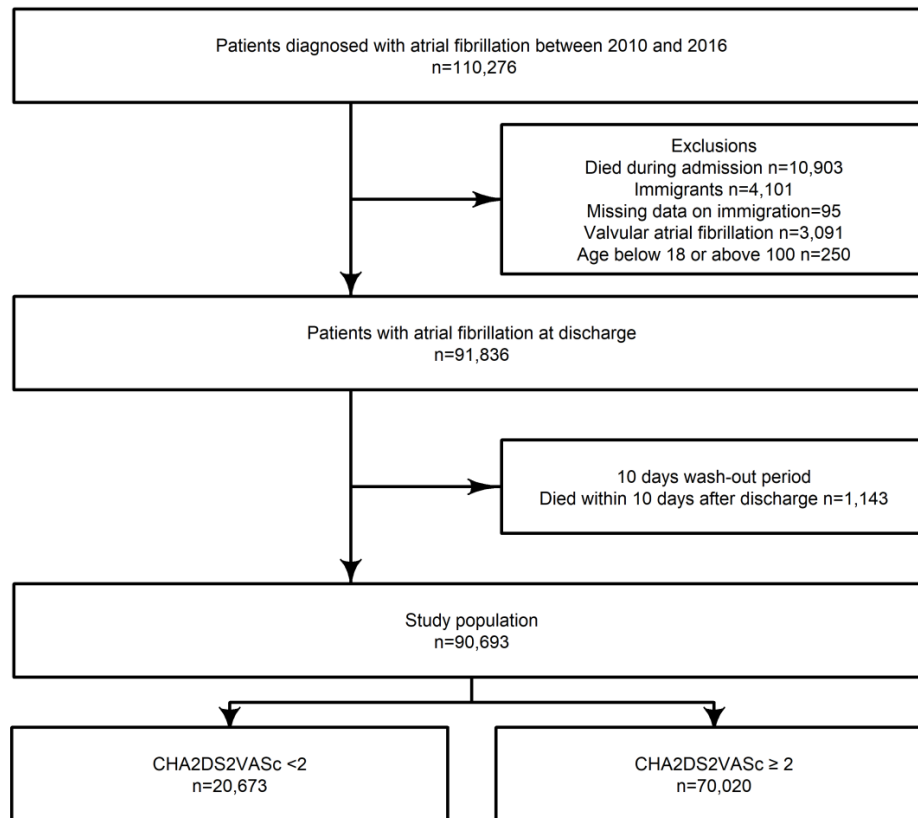 Patients diagnosed with atrial fibrillation between 2010 and 2016
n=110,276
Exclusions
Died during admission n=10,903
Immigrants n=4,101
Missing data on immigration=95
Valvular atrial fibrillation n=3,091
Age below 18 or above 100 n=250
Patients with atrial fibrillation at discharge
n=91,836
10 days wash-out period
Died within 10 days after discharge n=1,143
Study population
n=90,693
CHA2DS2VASc <2
n=20,673
CHA2DS2VASc ≥ 2
n=70,020